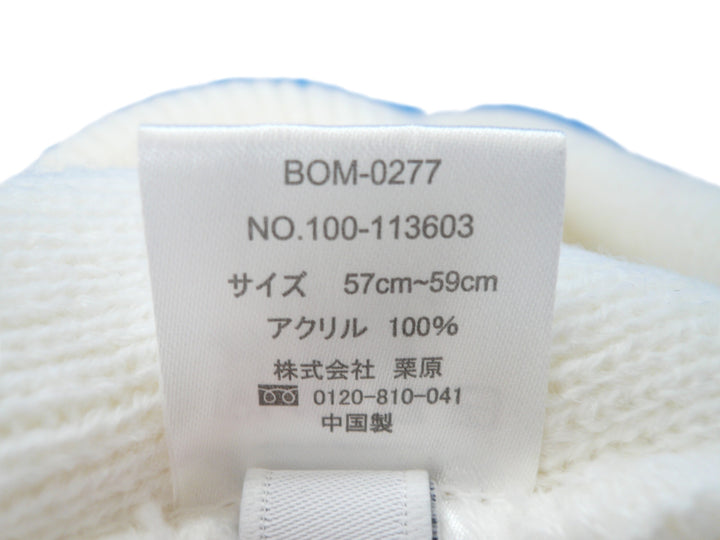 BOM-0277
NO.100-113603
サイズ 57cm~59cm
アクリル 100%
株式会社 栗原
0120-810-041
中国製